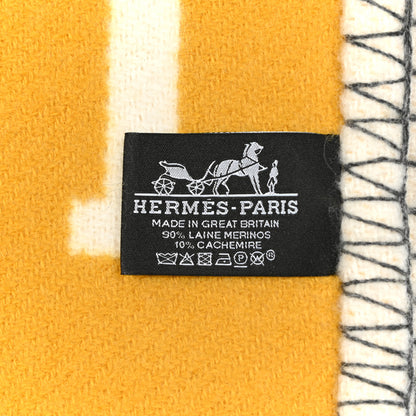 HERMÈS-PARIS
MADE IN GREAT BRITAIN
90% LAINE MERINOS
10% CACHEMIRE
P